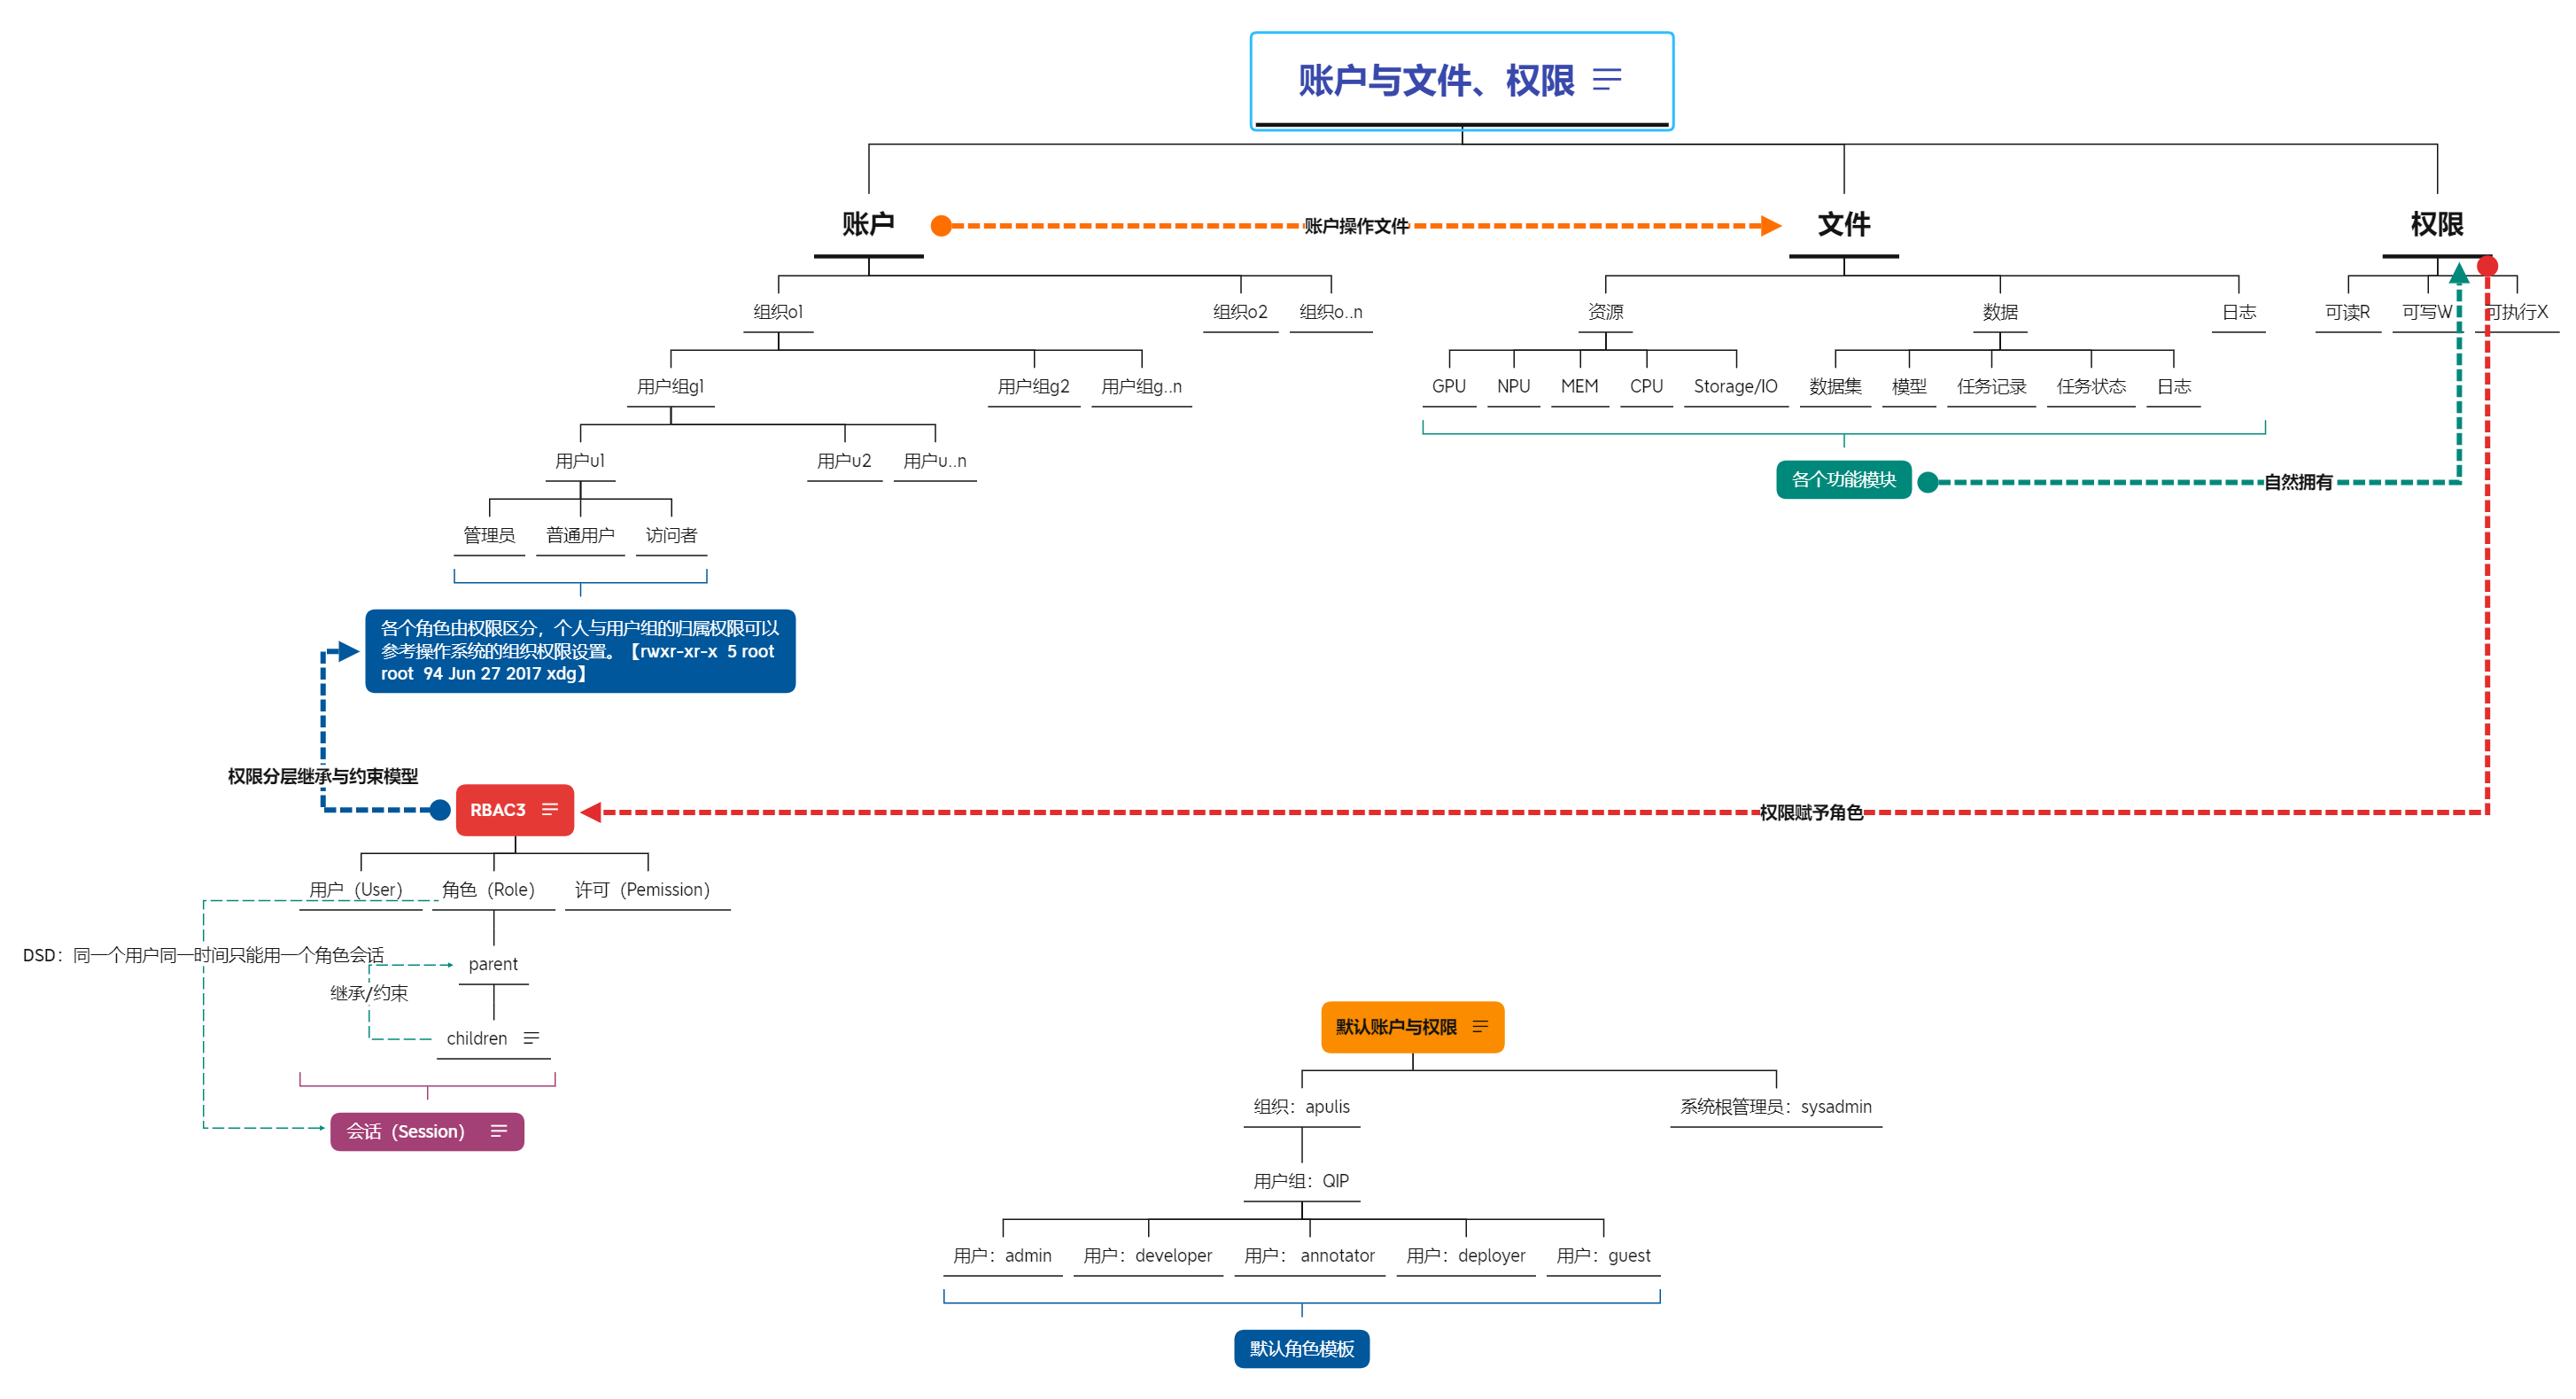 账户与文件、权限
账户
账户操作文件
文件
权限
组织o1
组织o2
组织o..n
资源
数据
日志
可读R
可写W
可执行X
用户组g1
用户组g2
用户组g..n
GPU
NPU
MEM
CPU
Storage/IO
数据集
模型
任务记录
任务状态
日志
用户u1
用户u2
用户u..n
各个功能模块
自然拥有
管理员
普通用户
访问者
各个角色由权限区分，个人与用户组的归属权限可以
参考操作系统的组织权限设置。【rwxr-xr-x  5 root
root  94 Jun 27 2017 xdg】
权限分层继承与约束模型
RBAC3
权限赋予角色
用户（User）
角色（Role）
许可（Pemission）
DSD：同一个用户同一时间只能用一个角色会话
parent
继承/约束
children
会话（Session）
默认账户与权限
组织：apulis
系统根管理员：sysadmin
用户组：QIP
用户：admin
用户：developer
用户： annotator
用户：deployer
用户：guest
默认角色模板